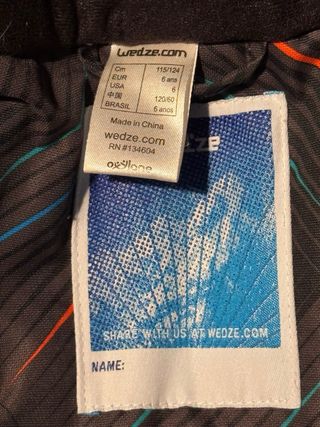 wedze.com
Cm 115/124
EUR 6 ans
USA 6
中国 120/60
BRASIL 6 anos
Made in China
wedze.com
RN #134604
oxylane
SHARE WITH US AT WEDZE.COM
NAME: